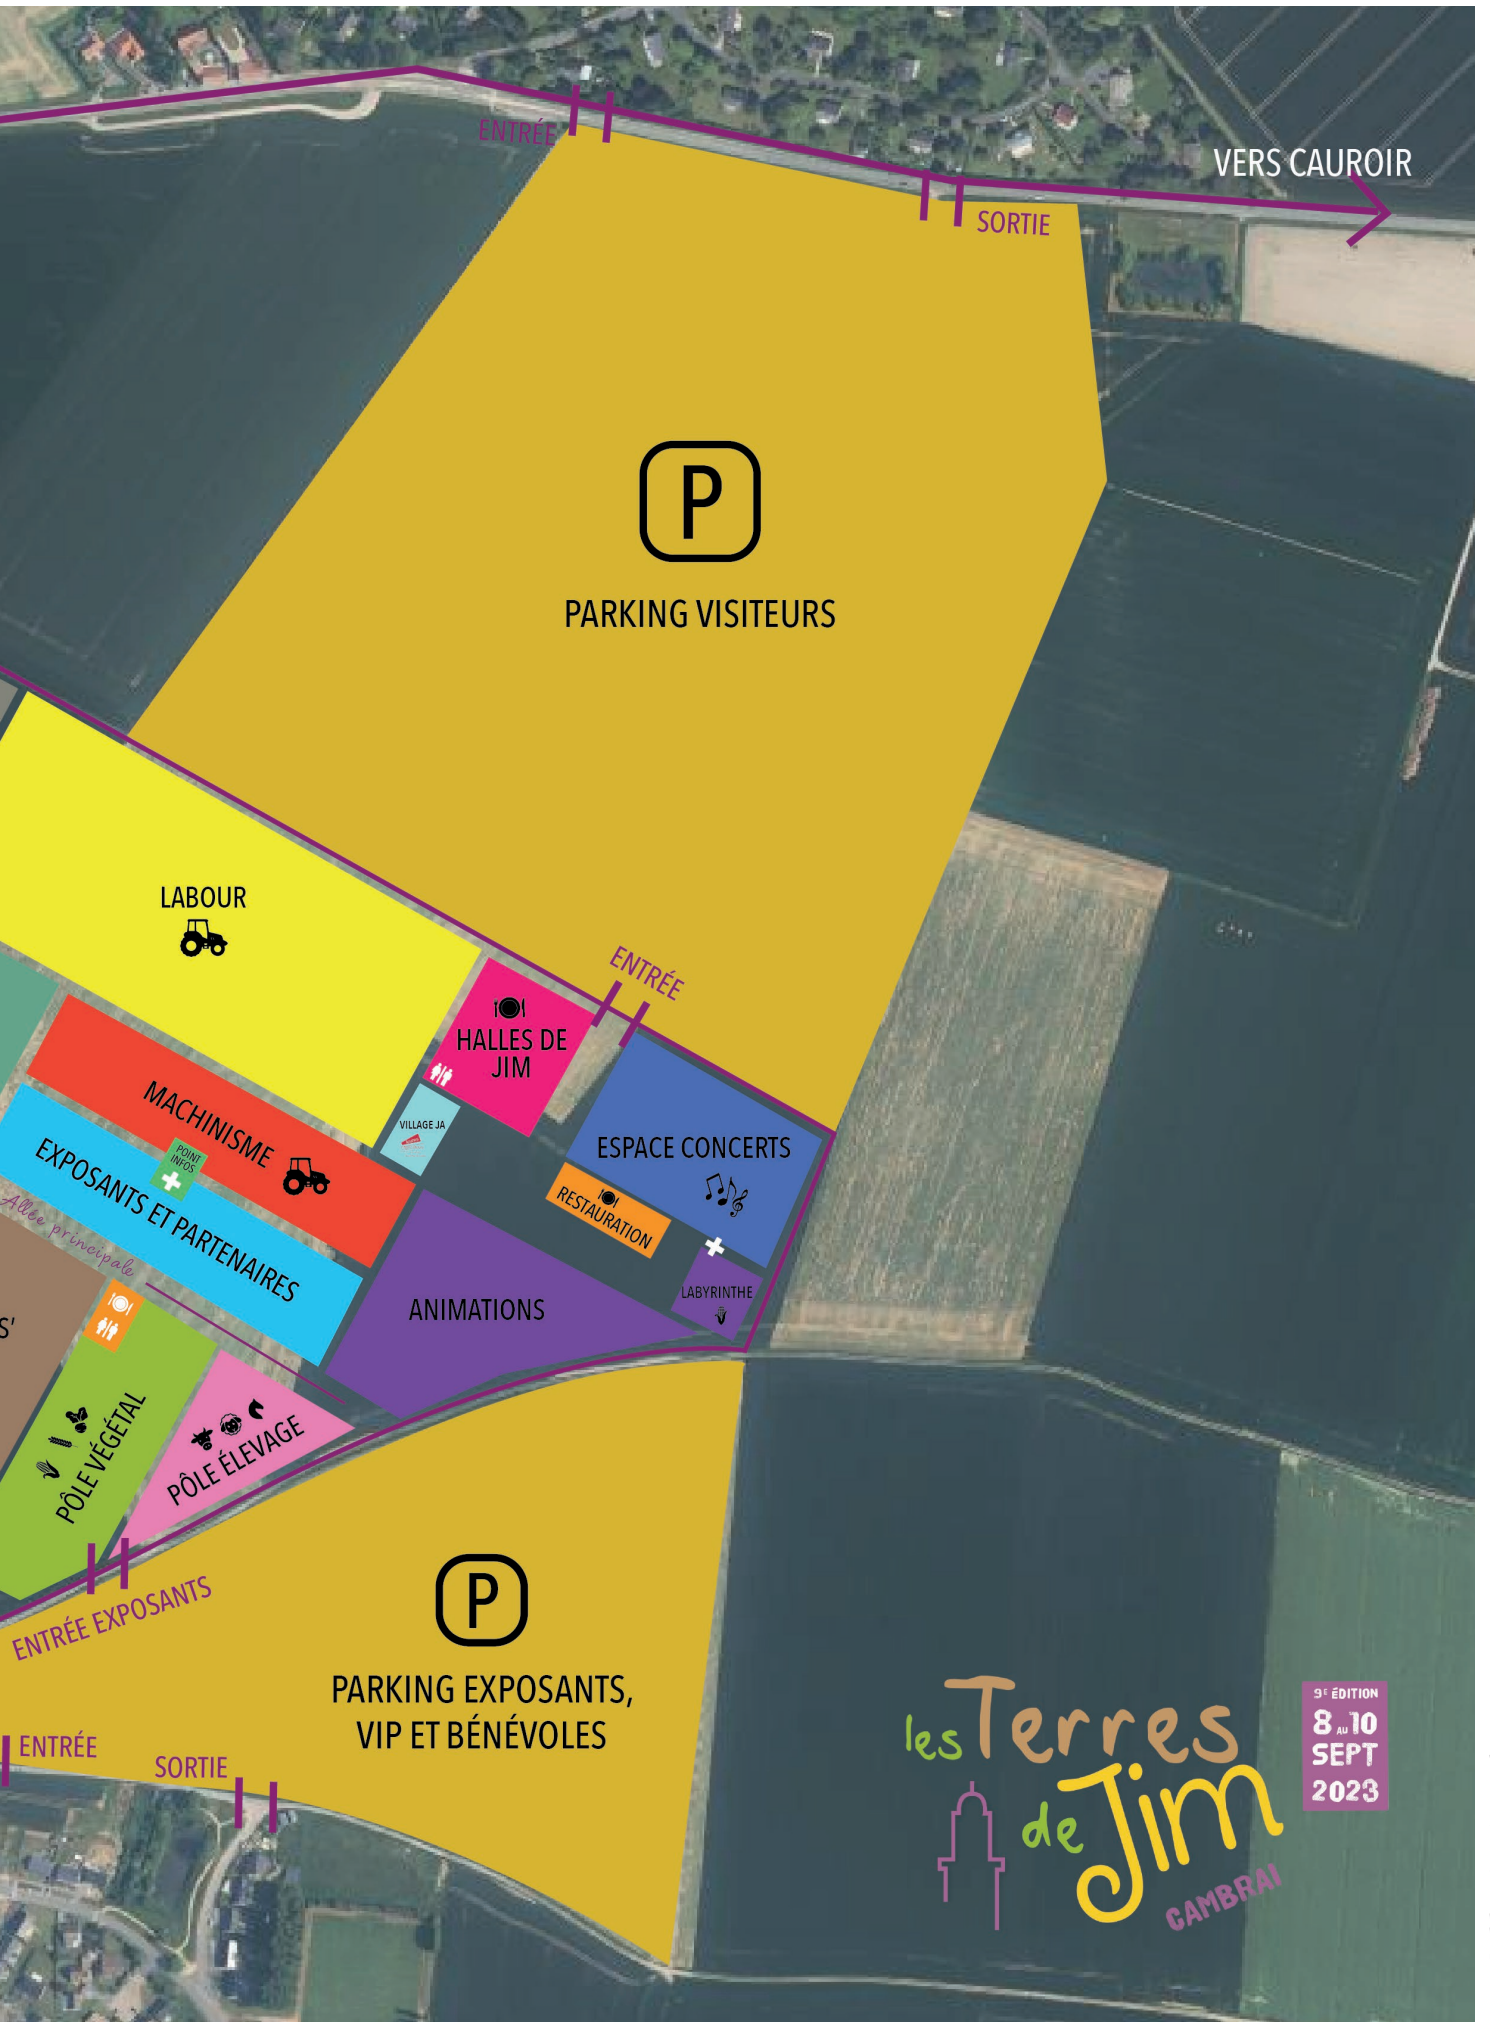 ENTRÉE
VERS CAUROIR
SORTIE
P
PARKING VISITEURS
LABOUR
ENTRÉE
HALLES DE
JIM
MACHINISME
VILLAGE JA
POINT
INFOS
EXPOSANTS ET PARTENAIRES
Allée principale
ESPACE CONCERTS
RESTAURATION
LABYRINTHE
ANIMATIONS
S'
PÔLE VÉGÉTAL
PÔLE ÉLEVAGE
ENTRÉE EXPOSANTS
P
PARKING EXPOSANTS,
VIP ET BÉNÉVOLES
ENTRÉE
SORTIE
les Terres
de Jim
CAMBRAI
9E ÉDITION
8 AU 10
SEPT
2023